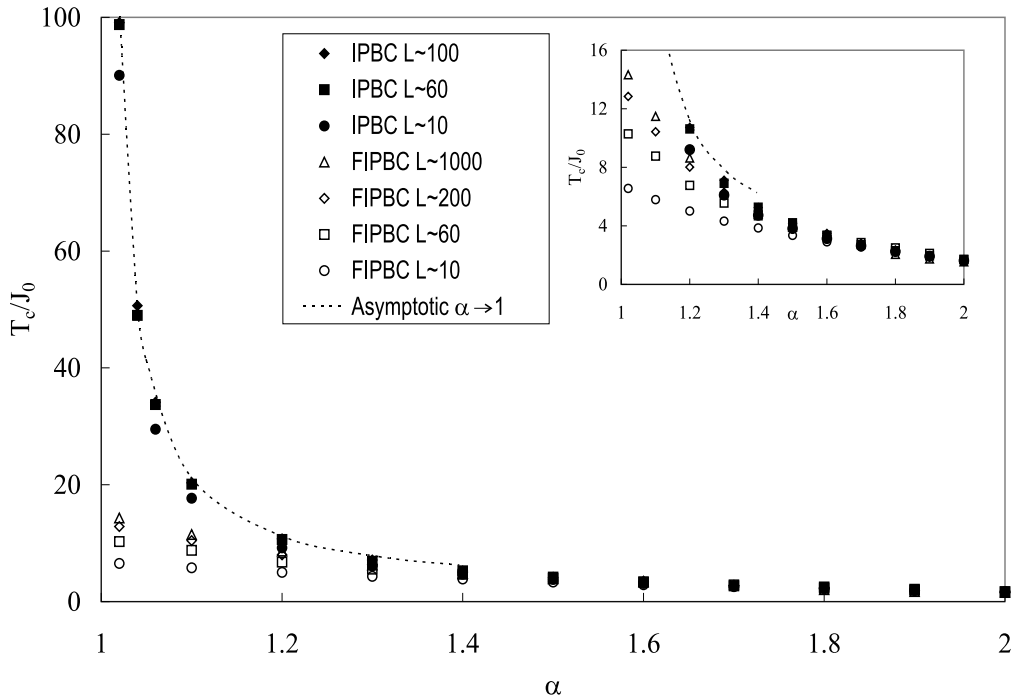 100
80
60
40
20
0
T_c/J_0
1
1.2
1.4
1.6
1.8
2
α
IPBC L~100
IPBC L~60
IPBC L~10
FIPBC L~1000
FIPBC L~200
FIPBC L~60
FIPBC L~10
Asymptotic α→1
16
12
8
4
0
T_c/J_0
1
1.2
1.4
α
1.6
1.8
2